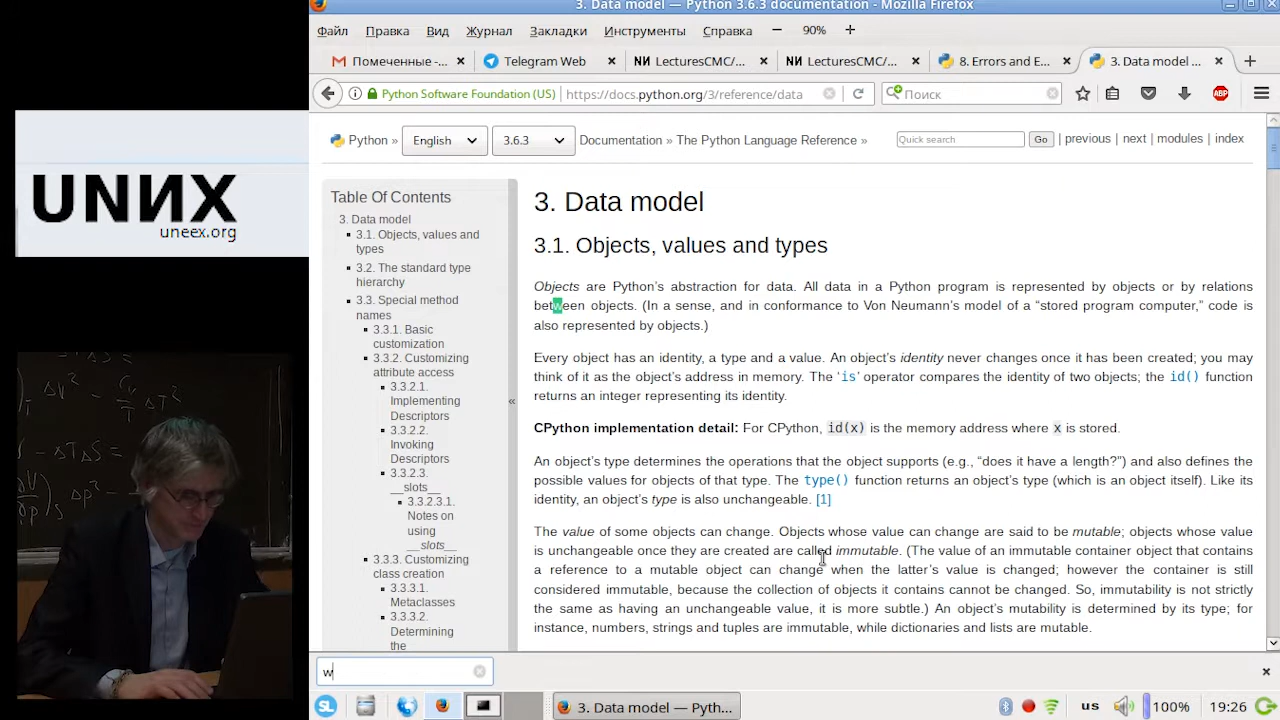 3. Data model — Python 3.6.3 documentation - Mozilla Firefox
Файл Правка Вид Журнал Закладки Инструменты Справка 90%
Помеченные -...
Telegram Web
LecturesCMC/...
LecturesCMC/...
8. Errors and E...
3. Data model ...
Python Software Foundation (US) https://docs.python.org/3/reference/data
Поиск
ABP
Python » English 3.6.3 Documentation » The Python Language Reference »
Quick search Go | previous | next | modules | index
UNИX
uneex.org
Table Of Contents
3. Data model
3.1. Objects, values and
types
3.2. The standard type
hierarchy
3.3. Special method
names
3.3.1. Basic
customization
3.3.2. Customizing
attribute access
3.3.2.1.
Implementing
Descriptors
3.3.2.2.
Invoking
Descriptors
3.3.2.3.
__slots__
3.3.2.3.1.
Notes on
using
__slots__
3.3.3. Customizing
class creation
3.3.3.1.
Metaclasses
3.3.3.2.
Determining
the
«
3. Data model
3.1. Objects, values and types
Objects are Python’s abstraction for data. All data in a Python program is represented by objects or by relations
between objects. (In a sense, and in conformance to Von Neumann’s model of a “stored program computer,” code is
also represented by objects.)
Every object has an identity, a type and a value. An object’s identity never changes once it has been created; you may
think of it as the object’s address in memory. The ‘is’ operator compares the identity of two objects; the id() function
returns an integer representing its identity.
CPython implementation detail: For CPython, id(x) is the memory address where x is stored.
An object’s type determines the operations that the object supports (e.g., “does it have a length?”) and also defines the
possible values for objects of that type. The type() function returns an object’s type (which is an object itself). Like its
identity, an object’s type is also unchangeable. [1]
The value of some objects can change. Objects whose value can change are said to be mutable; objects whose value
is unchangeable once they are created are called immutable. (The value of an immutable container object that contains
a reference to a mutable object can change when the latter’s value is changed; however the container is still
considered immutable, because the collection of objects it contains cannot be changed. So, immutability is not strictly
the same as having an unchangeable value, it is more subtle.) An object’s mutability is determined by its type; for
instance, numbers, strings and tuples are immutable, while dictionaries and lists are mutable.
w
3. Data model — Pyth...
us 100% 19:26